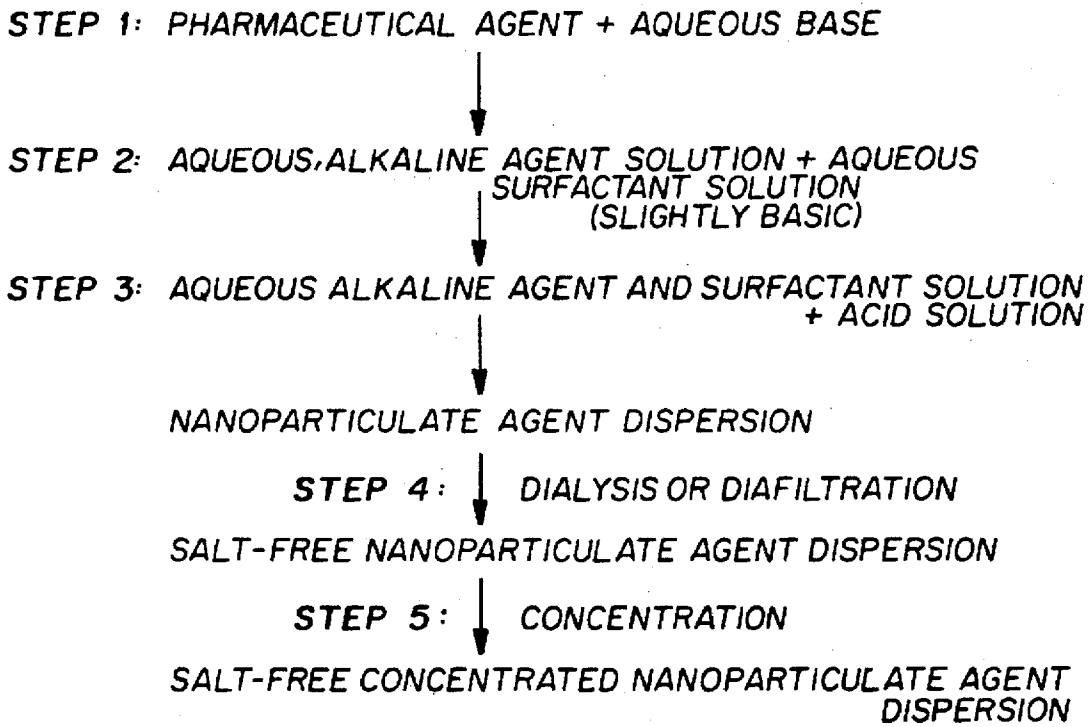 STEP 1: PHARMACEUTICAL AGENT + AQUEOUS BASE
STEP 2: AQUEOUS, ALKALINE AGENT SOLUTION + AQUEOUS
SURFACTANT SOLUTION
(SLIGHTLY BASIC)
STEP 3: AQUEOUS ALKALINE AGENT AND SURFACTANT SOLUTION
+ ACID SOLUTION
NANOPARTICULATE AGENT DISPERSION
STEP 4: DIALYSIS OR DIAFILTRATION
SALT-FREE NANOPARTICULATE AGENT DISPERSION
STEP 5: CONCENTRATION
SALT-FREE CONCENTRATED NANOPARTICULATE AGENT
DISPERSION